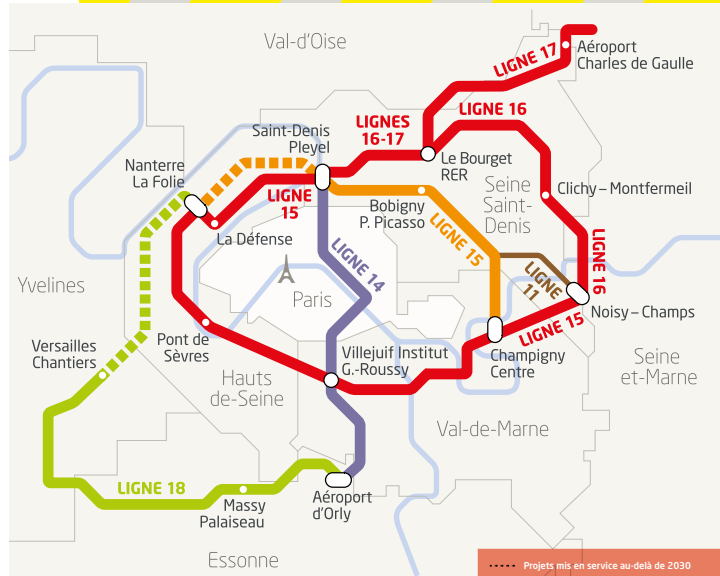 Val-d'Oise
LIGNE 17
Aéroport
Charles de Gaulle
LIGNES
16-17
LIGNE 16
Saint-Denis
Pleyel
Nanterre
La Folie
Le Bourget
RER
Seine
Saint-
Denis
Clichy – Montfermeil
LIGNE
15
Bobigny
P. Picasso
La Défense
LIGNE 15
LIGNE 14
LIGNE
11
LIGNE 16
Yvelines
Paris
Noisy – Champs
LIGNE 15
Pont de
Sèvres
Versailles
Chantiers
Villejuif Institut
G.-Roussy
Champigny
Centre
Seine
et-Marne
Hauts
de-Seine
Val-de-Marne
LIGNE 18
Massy
Palaiseau
Aéroport
d'Orly
Essonne
Projets mis en service au-delà de 2030